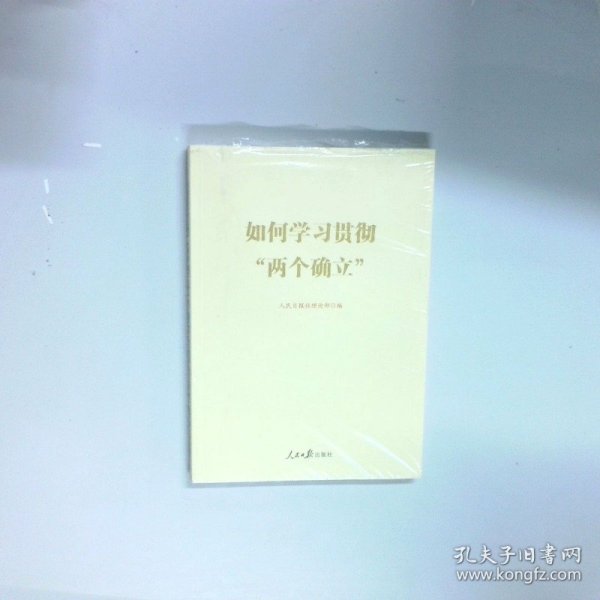 如何学习贯彻
“两个确立”
人民日报社理论部 编
人民日报出版社
孔夫子旧书网
www.kongfz.com